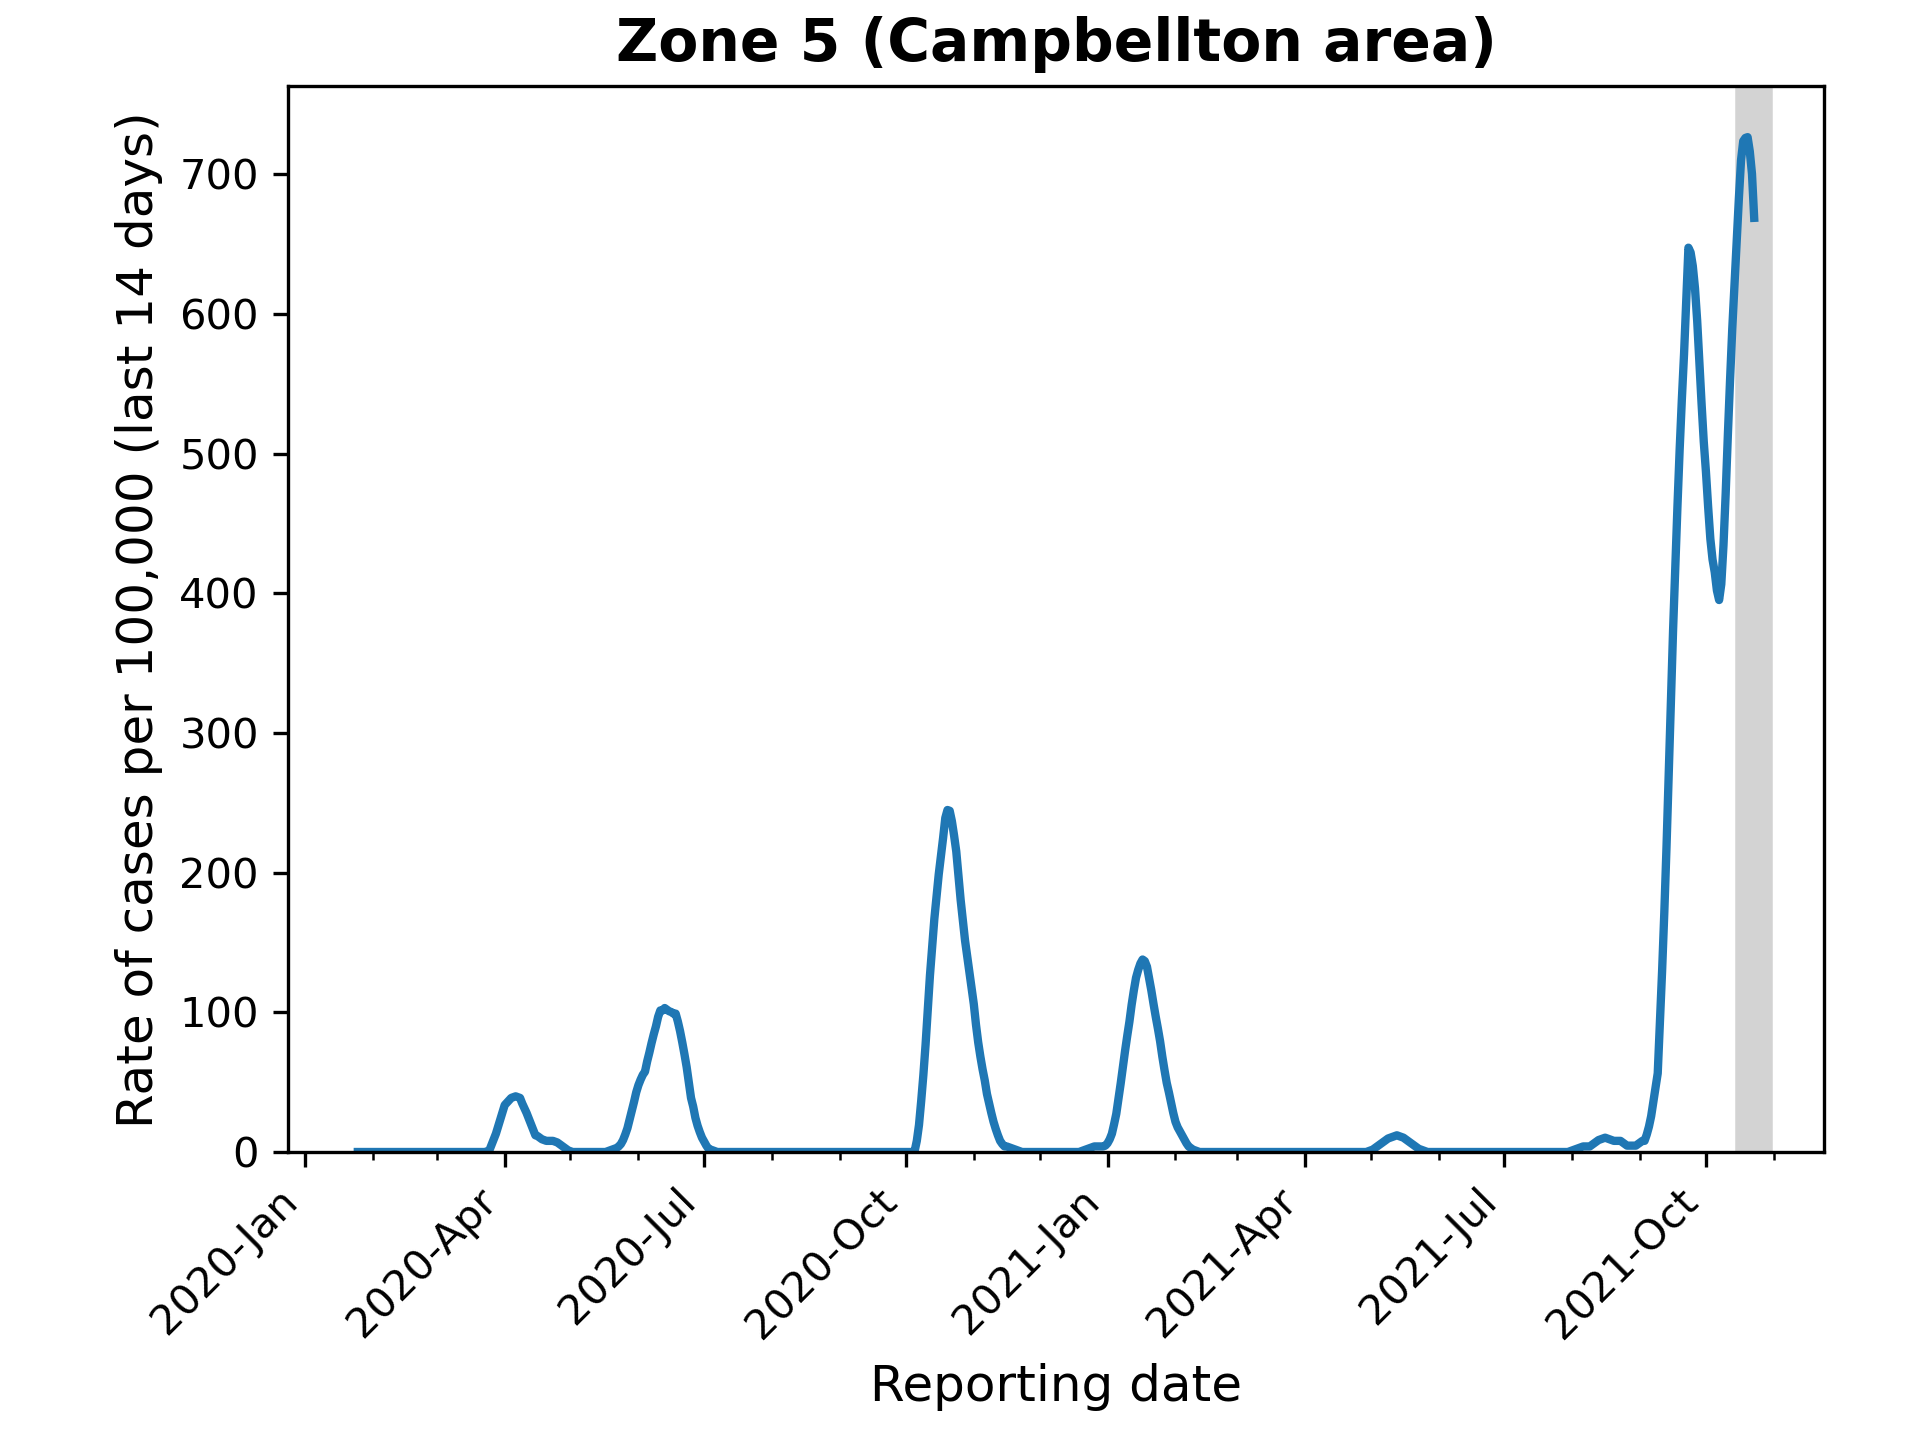 Zone 5 (Campbellton area)
Rate of cases per 100,000 (last 14 days)
700
600
500
400
300
200
100
0
2020-Jan
2020-Apr
2020-Jul
2020-Oct
2021-Jan
2021-Apr
2021-Jul
2021-Oct
Reporting date